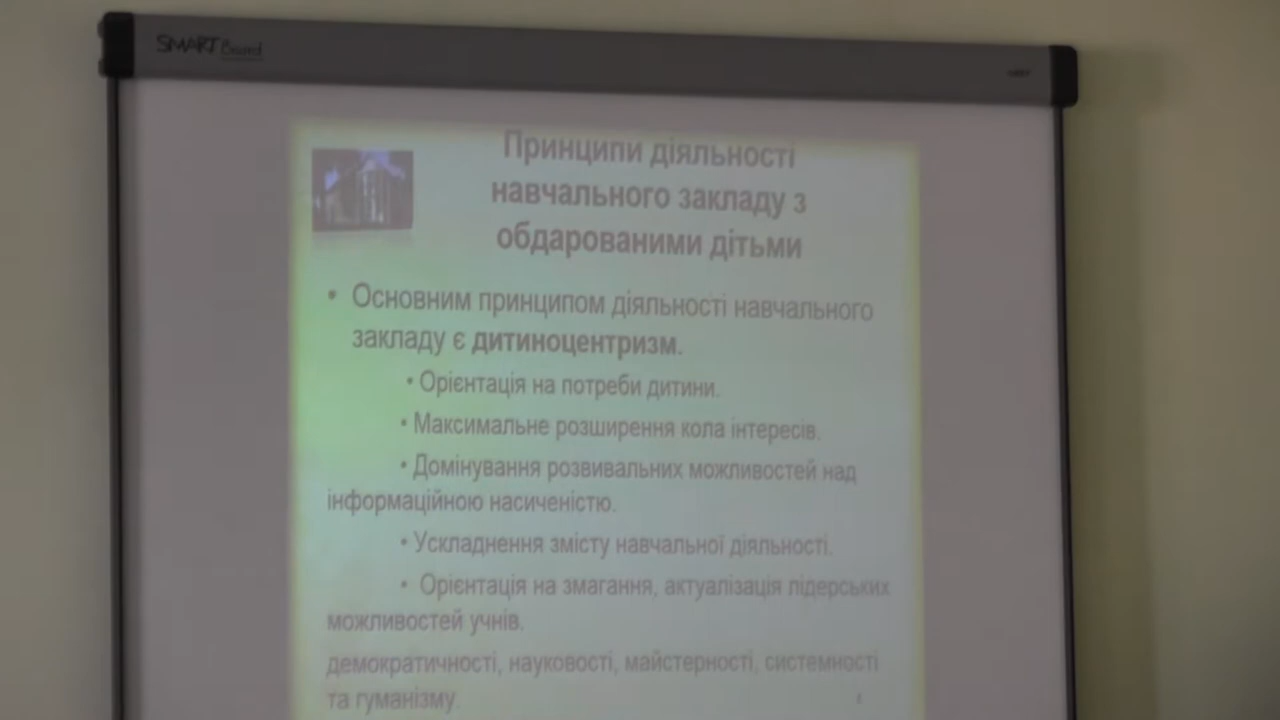 SMART Board
Принципи діяльності
навчального закладу з
обдарованими дітьми
• Основним принципом діяльності навчального
закладу є дитиноцентризм.
• Орієнтація на потреби дитини.
• Максимальне розширення кола інтересів.
• Домінування розвивальних можливостей над
інформаційною насиченістю.
• Ускладнення змісту навчальної діяльності.
• Орієнтація на змагання, актуалізація лідерських
можливостей учнів.
демократичності, науковості, майстерності, системності
та гуманізму.